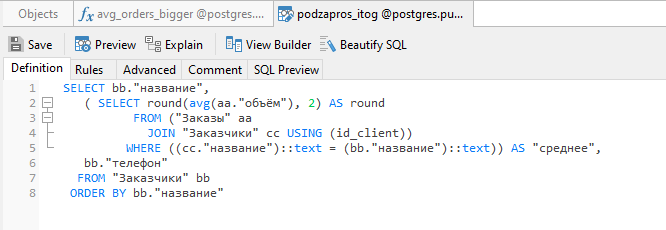 Objects
avg_orders_bigger @postgres....
podzapros_itog @postgres.pu...
Save Preview Explain View Builder Beautify SQL
Definition Rules Advanced Comment SQL Preview
1 SELECT bb."название",
2 ( SELECT round(avg(aa."объём"), 2) AS round
3 FROM ("Заказы" aa
4 JOIN "Заказчики" cc USING (id_client))
5 WHERE ((cc."название")::text = (bb."название")::text)) AS "среднее",
6 bb."телефон"
7 FROM "Заказчики" bb
8 ORDER BY bb."название"